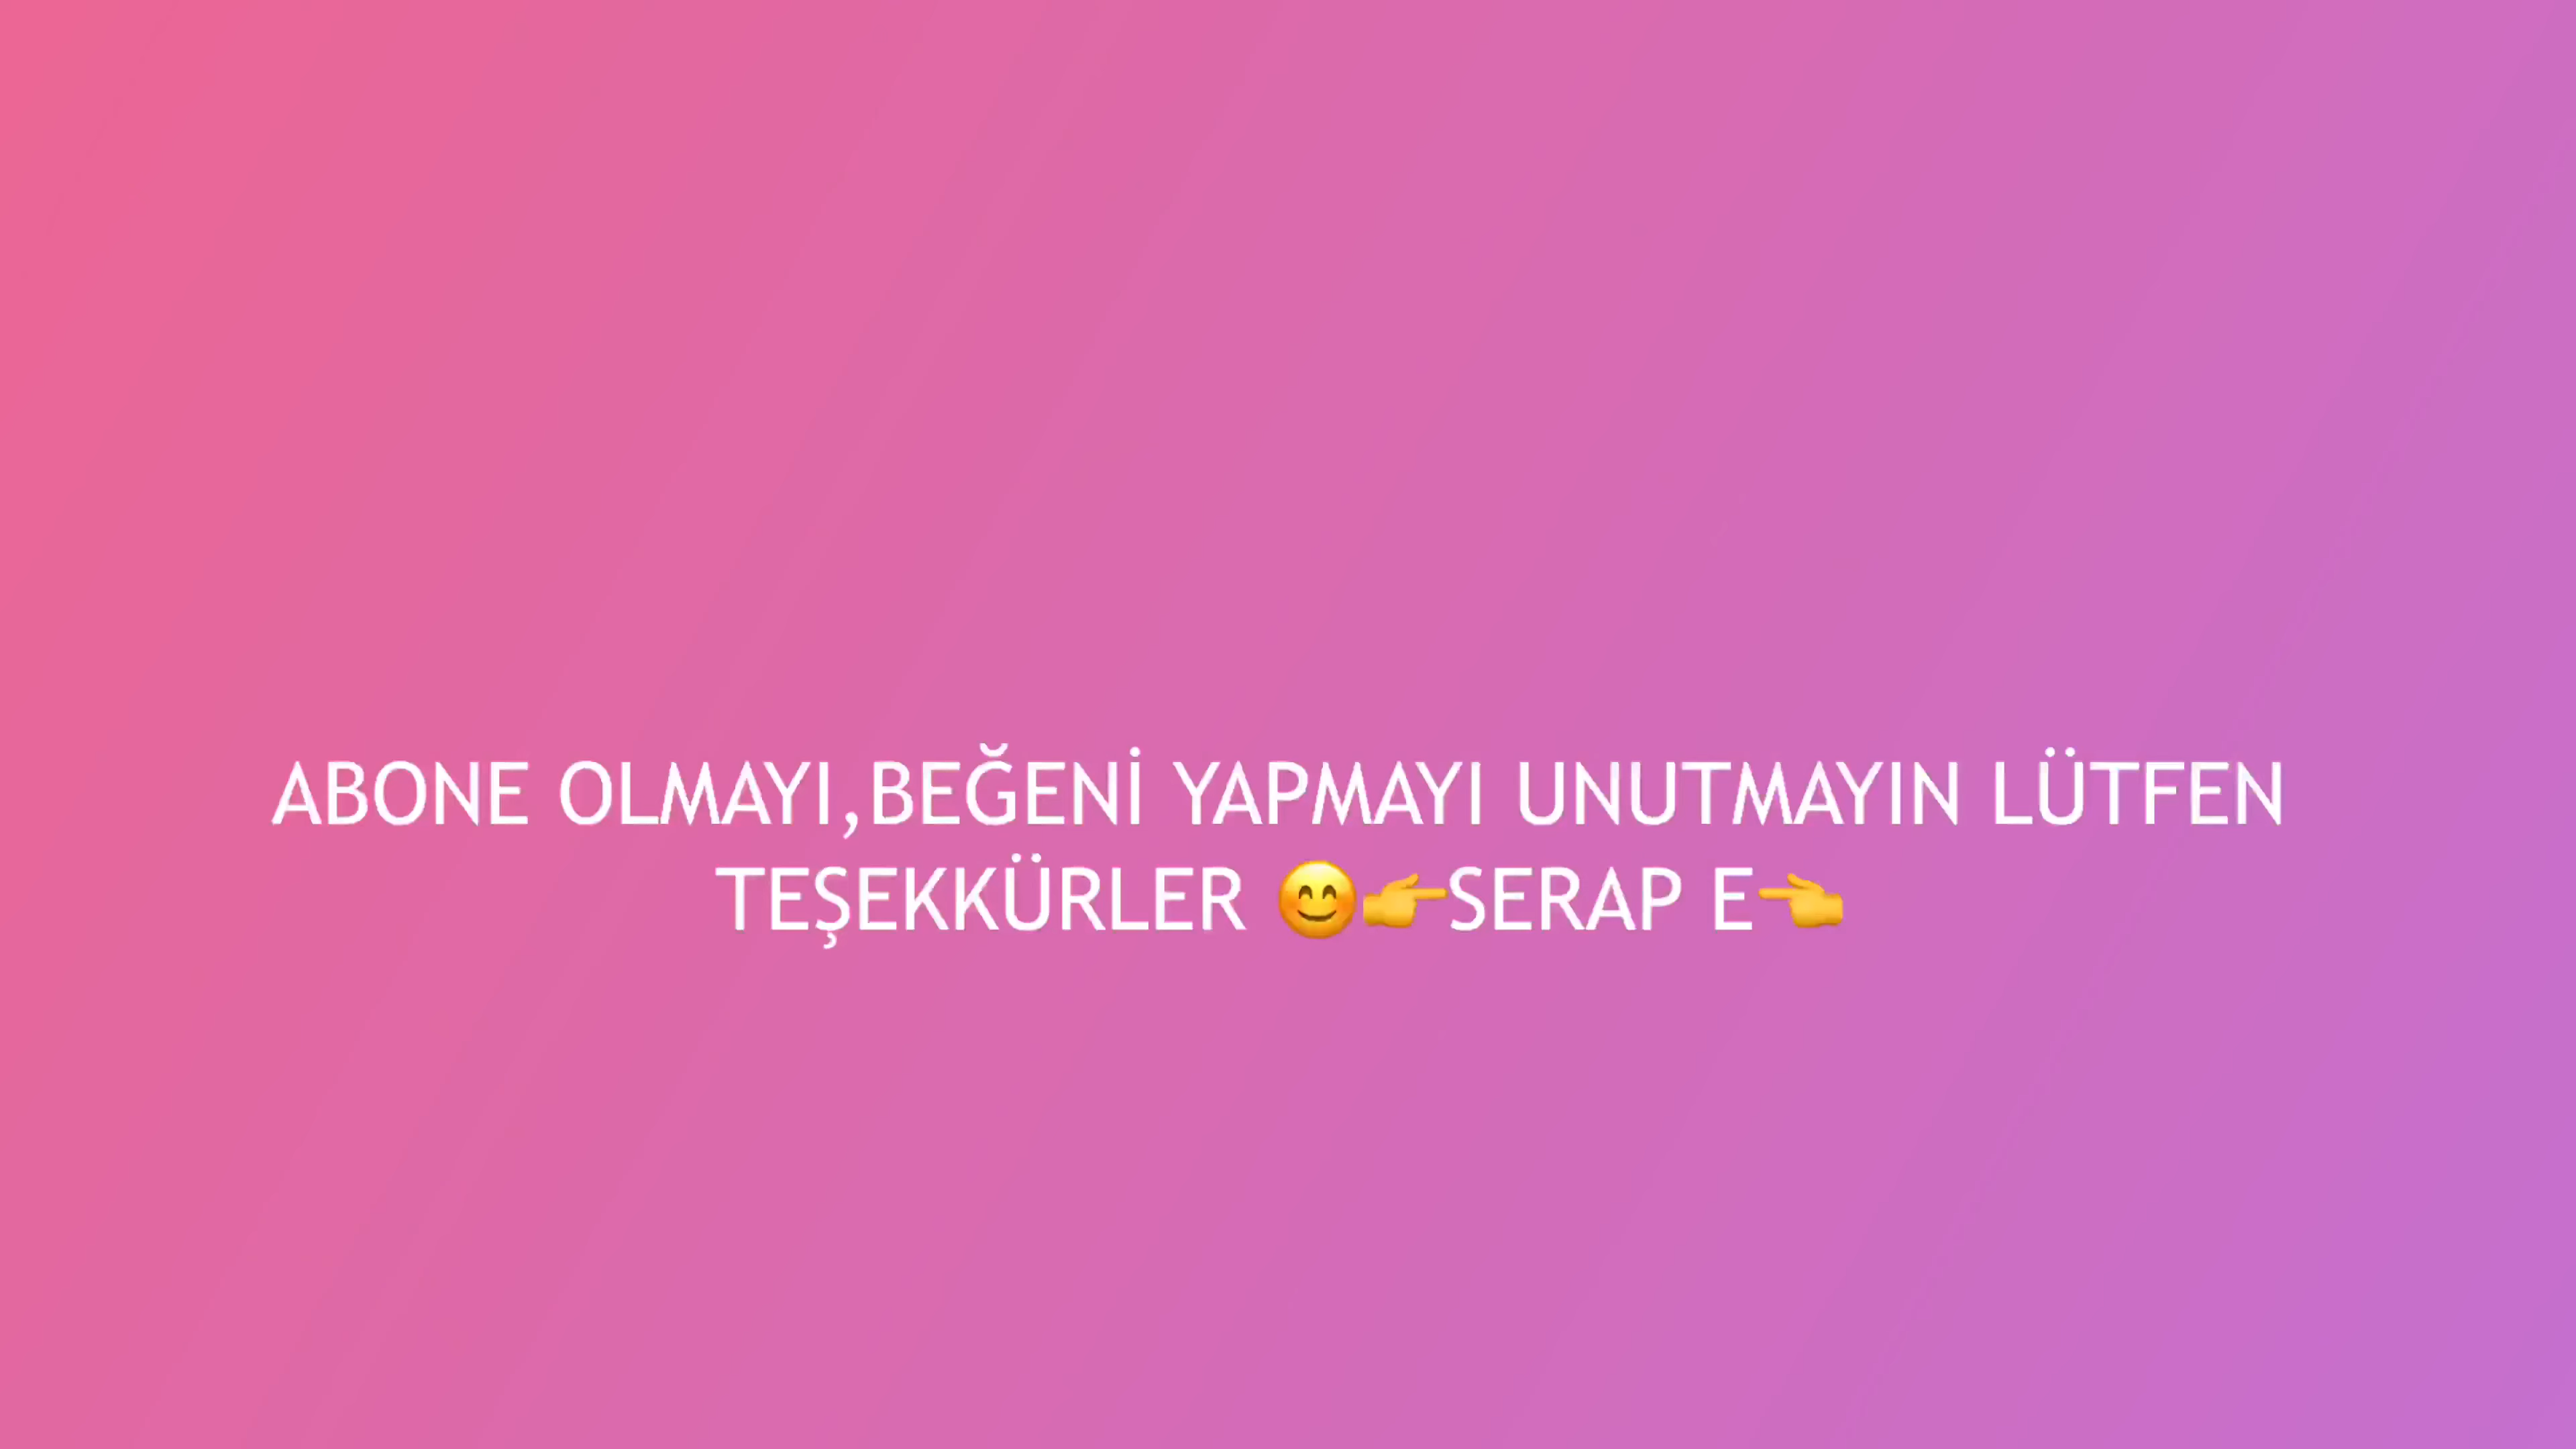 ABONE OLMAYI,BEĞENİ YAPMAYI UNUTMAYIN LÜTFEN
TEŞEKKÜRLER 😊👉SERAP E👈